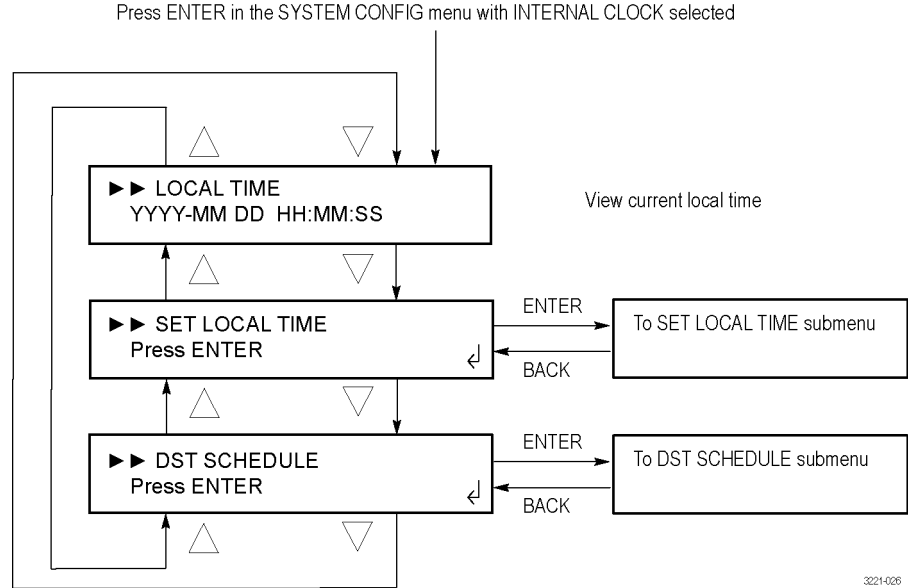 Press ENTER in the SYSTEM CONFIG menu with INTERNAL CLOCK selected
►► LOCAL TIME
YYYY-MM DD HH:MM:SS
View current local time
►► SET LOCAL TIME
Press ENTER
ENTER
BACK
To SET LOCAL TIME submenu
►► DST SCHEDULE
Press ENTER
ENTER
BACK
To DST SCHEDULE submenu
3221-026